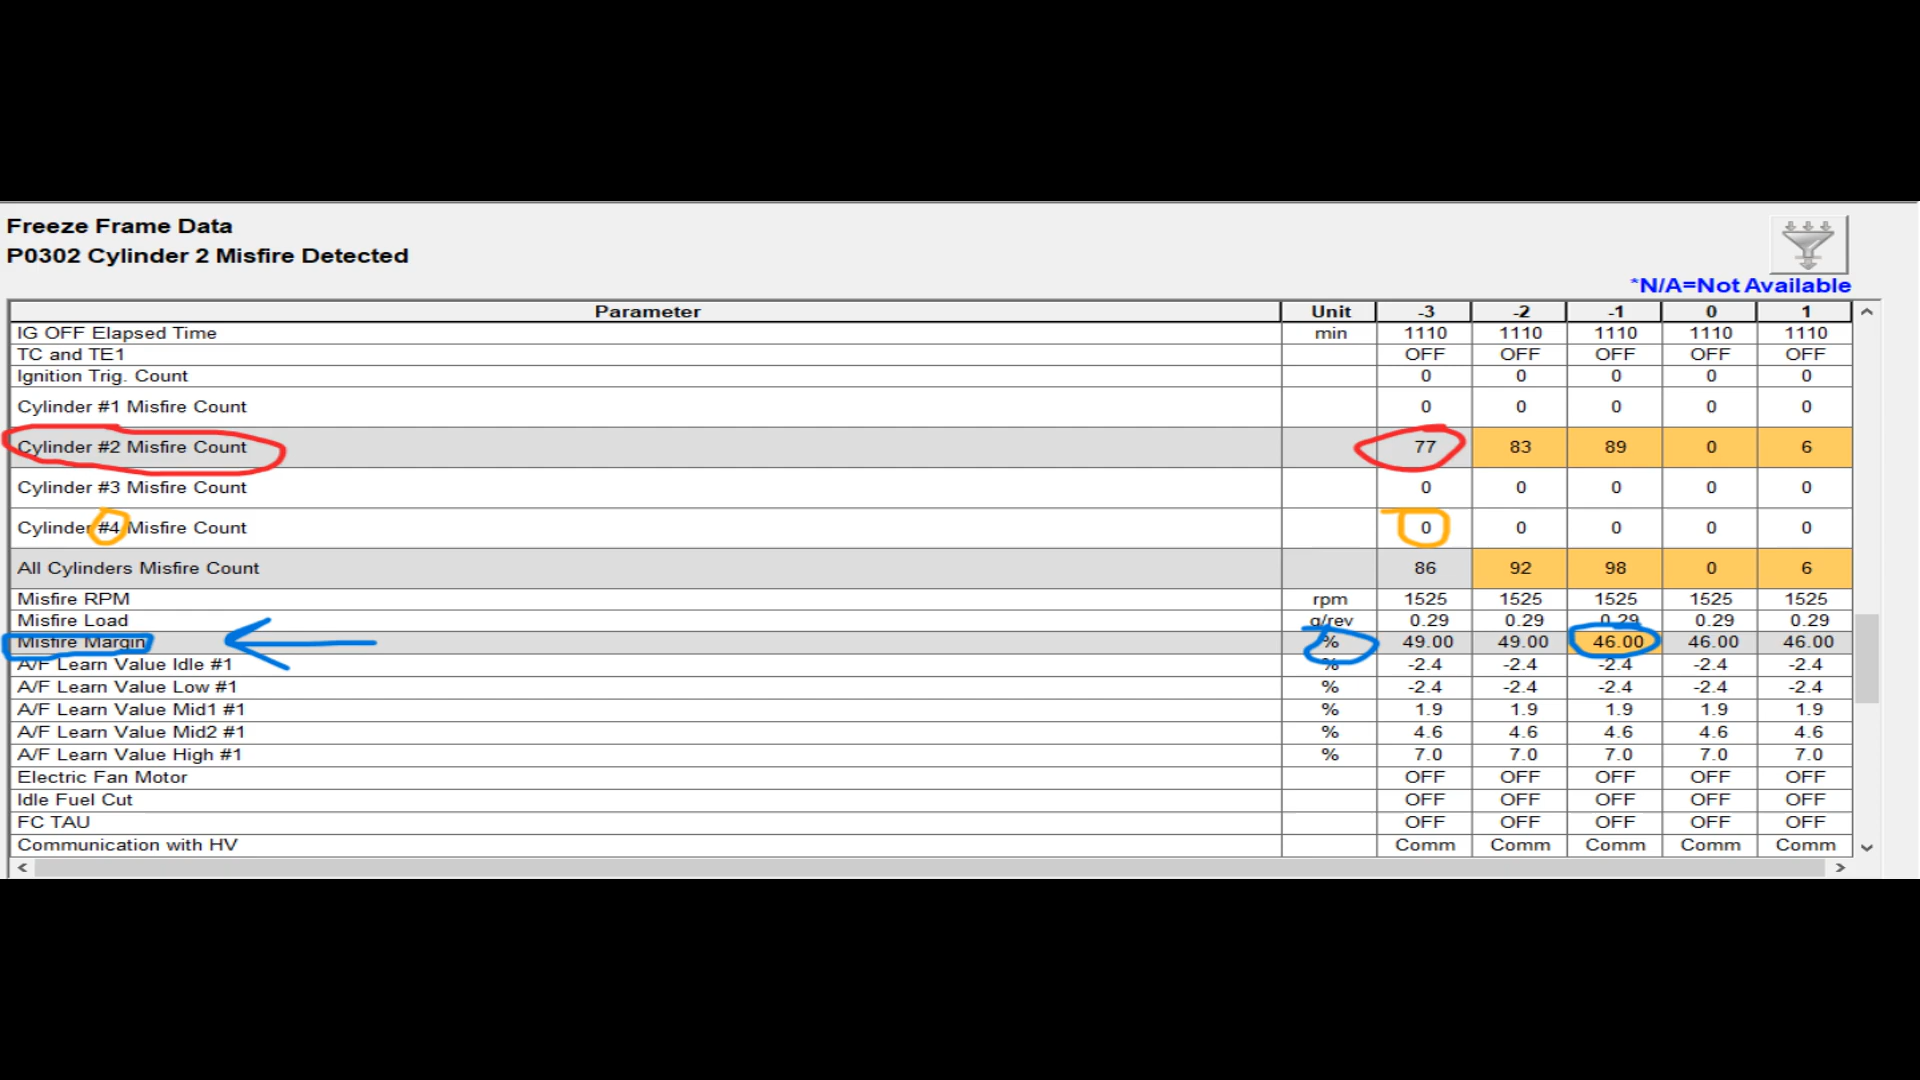 Freeze Frame Data
P0302 Cylinder 2 Misfire Detected
*N/A=Not Available
Parameter Unit -3 -2 -1 0 1
IG OFF Elapsed Time min 1110 1110 1110 1110 1110
TC and TE1 OFF OFF OFF OFF OFF
Ignition Trig. Count 0 0 0 0 0
Cylinder #1 Misfire Count 0 0 0 0 0
Cylinder #2 Misfire Count 77 83 89 0 6
Cylinder #3 Misfire Count 0 0 0 0 0
Cylinder #4 Misfire Count 0 0 0 0 0
All Cylinders Misfire Count 86 92 98 0 6
Misfire RPM rpm 1525 1525 1525 1525 1525
Misfire Load g/rev 0.29 0.29 0.29 0.29 0.29
Misfire Margin % 49.00 49.00 46.00 46.00 46.00
A/F Learn Value Idle #1 % -2.4 -2.4 -2.4 -2.4 -2.4
A/F Learn Value Low #1 % -2.4 -2.4 -2.4 -2.4 -2.4
A/F Learn Value Mid1 #1 % 1.9 1.9 1.9 1.9 1.9
A/F Learn Value Mid2 #1 % 4.6 4.6 4.6 4.6 4.6
A/F Learn Value High #1 % 7.0 7.0 7.0 7.0 7.0
Electric Fan Motor OFF OFF OFF OFF OFF
Idle Fuel Cut OFF OFF OFF OFF OFF
FC TAU OFF OFF OFF OFF OFF
Communication with HV Comm Comm Comm Comm Comm